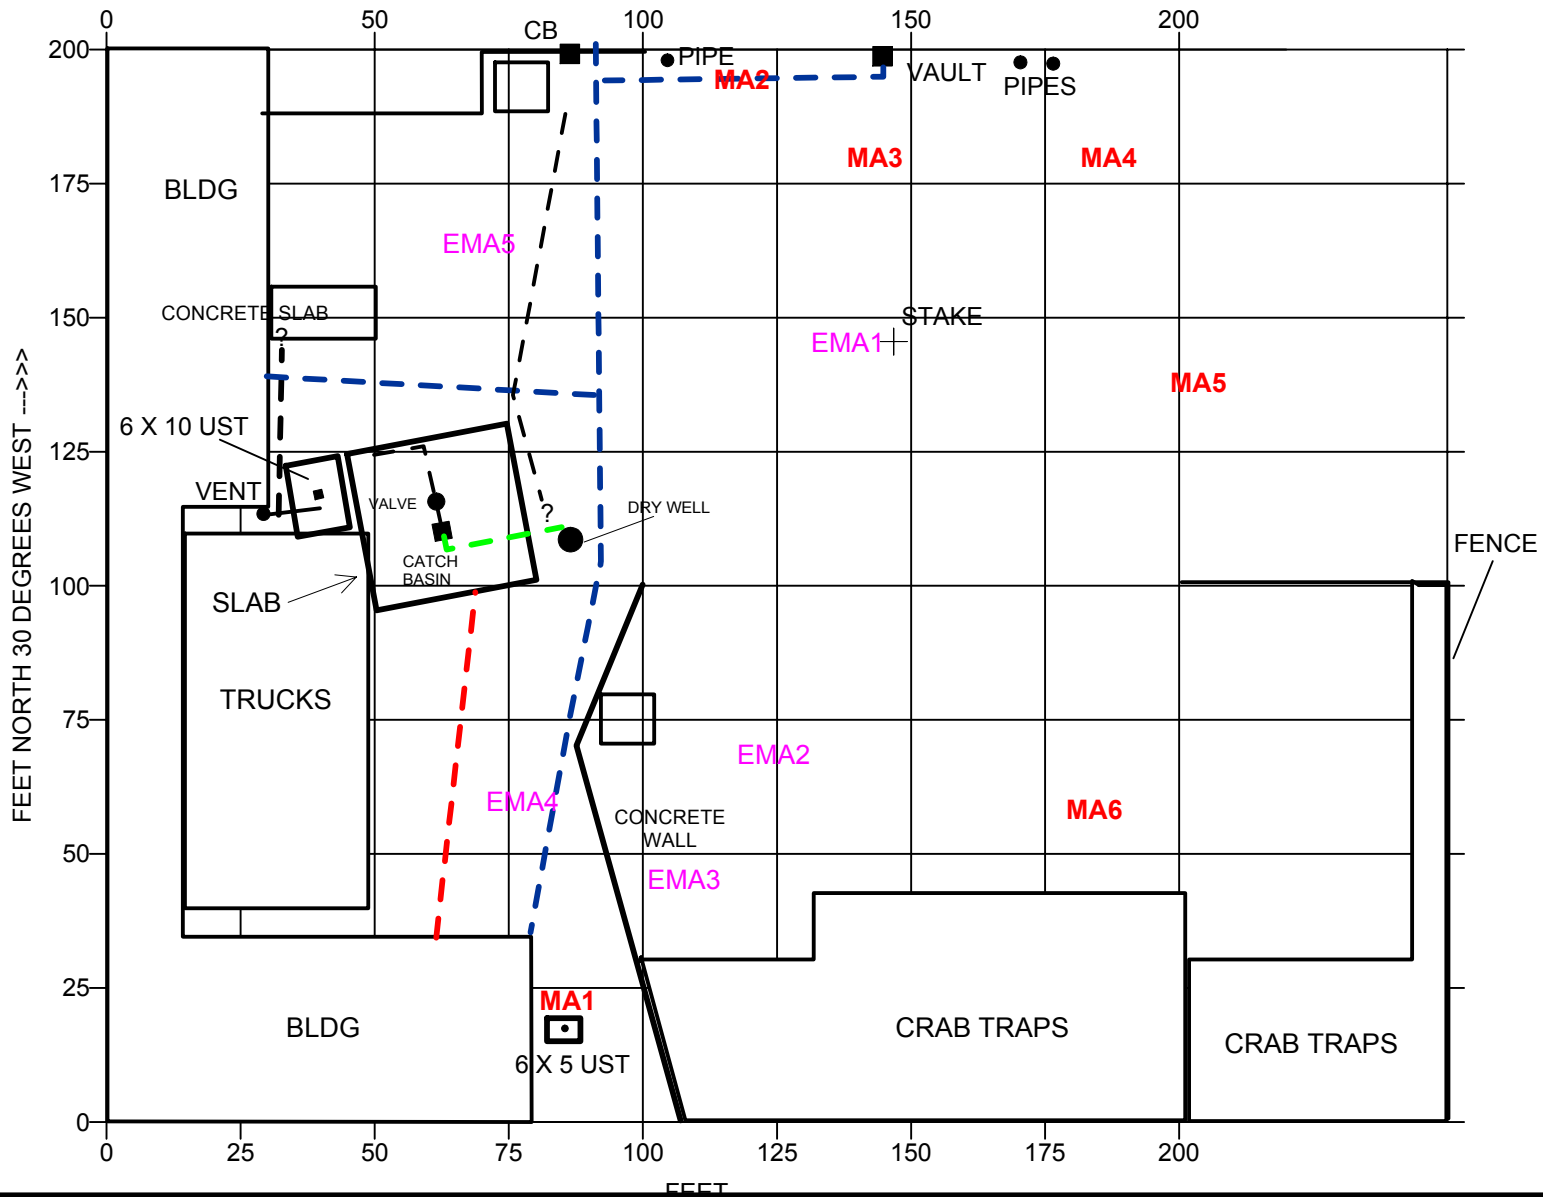 0 50 100 150 200
CB
200
PIPE
MA2
VAULT
PIPES
MA3
MA4
175
BLDG
EMA5
150
CONCRETE SLAB
STAKE
?
EMA1
MA5
6 X 10 UST
125
VENT
VALVE
?
DRY WELL
FENCE
CATCH
BASIN
100
SLAB
TRUCKS
75
EMA2
EMA4
MA6
CONCRETE
WALL
50
EMA3
25
MA1
BLDG
CRAB TRAPS
CRAB TRAPS
6 X 5 UST
0
0 25 50 75 100 125 150 175 200
FEET
FEET NORTH 30 DEGREES WEST --->>>